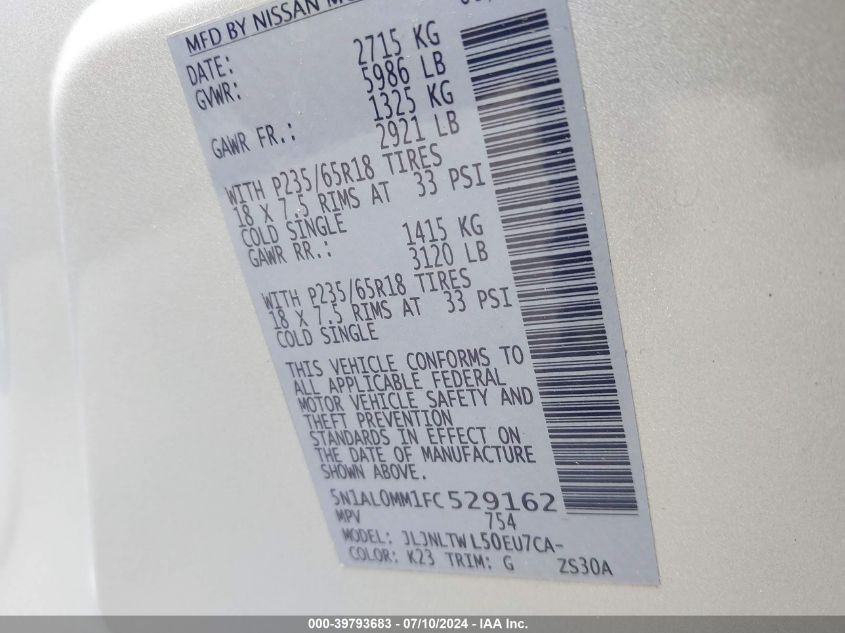 MFD BY NISSAN
DATE:
GVWR: 2715 KG
5986 LB
GAWR FR.: 1325 KG
2921 LB
WITH P235/65R18 TIRES
18 X 7.5 RIMS AT 33 PSI
COLD SINGLE
GAWR RR.: 1415 KG
3120 LB
WITH P235/65R18 TIRES
18 X 7.5 RIMS AT 33 PSI
COLD SINGLE
THIS VEHICLE CONFORMS TO
ALL APPLICABLE FEDERAL
MOTOR VEHICLE SAFETY AND
THEFT PREVENTION
STANDARDS IN EFFECT ON
THE DATE OF MANUFACTURE
SHOWN ABOVE.
5N1AL0MM1FC529162
MPV 754
MODEL: JLJNLTWL50EU7CA-
COLOR: K23 TRIM: G ZS30A
000-39793683 - 07/10/2024 - IAA Inc.